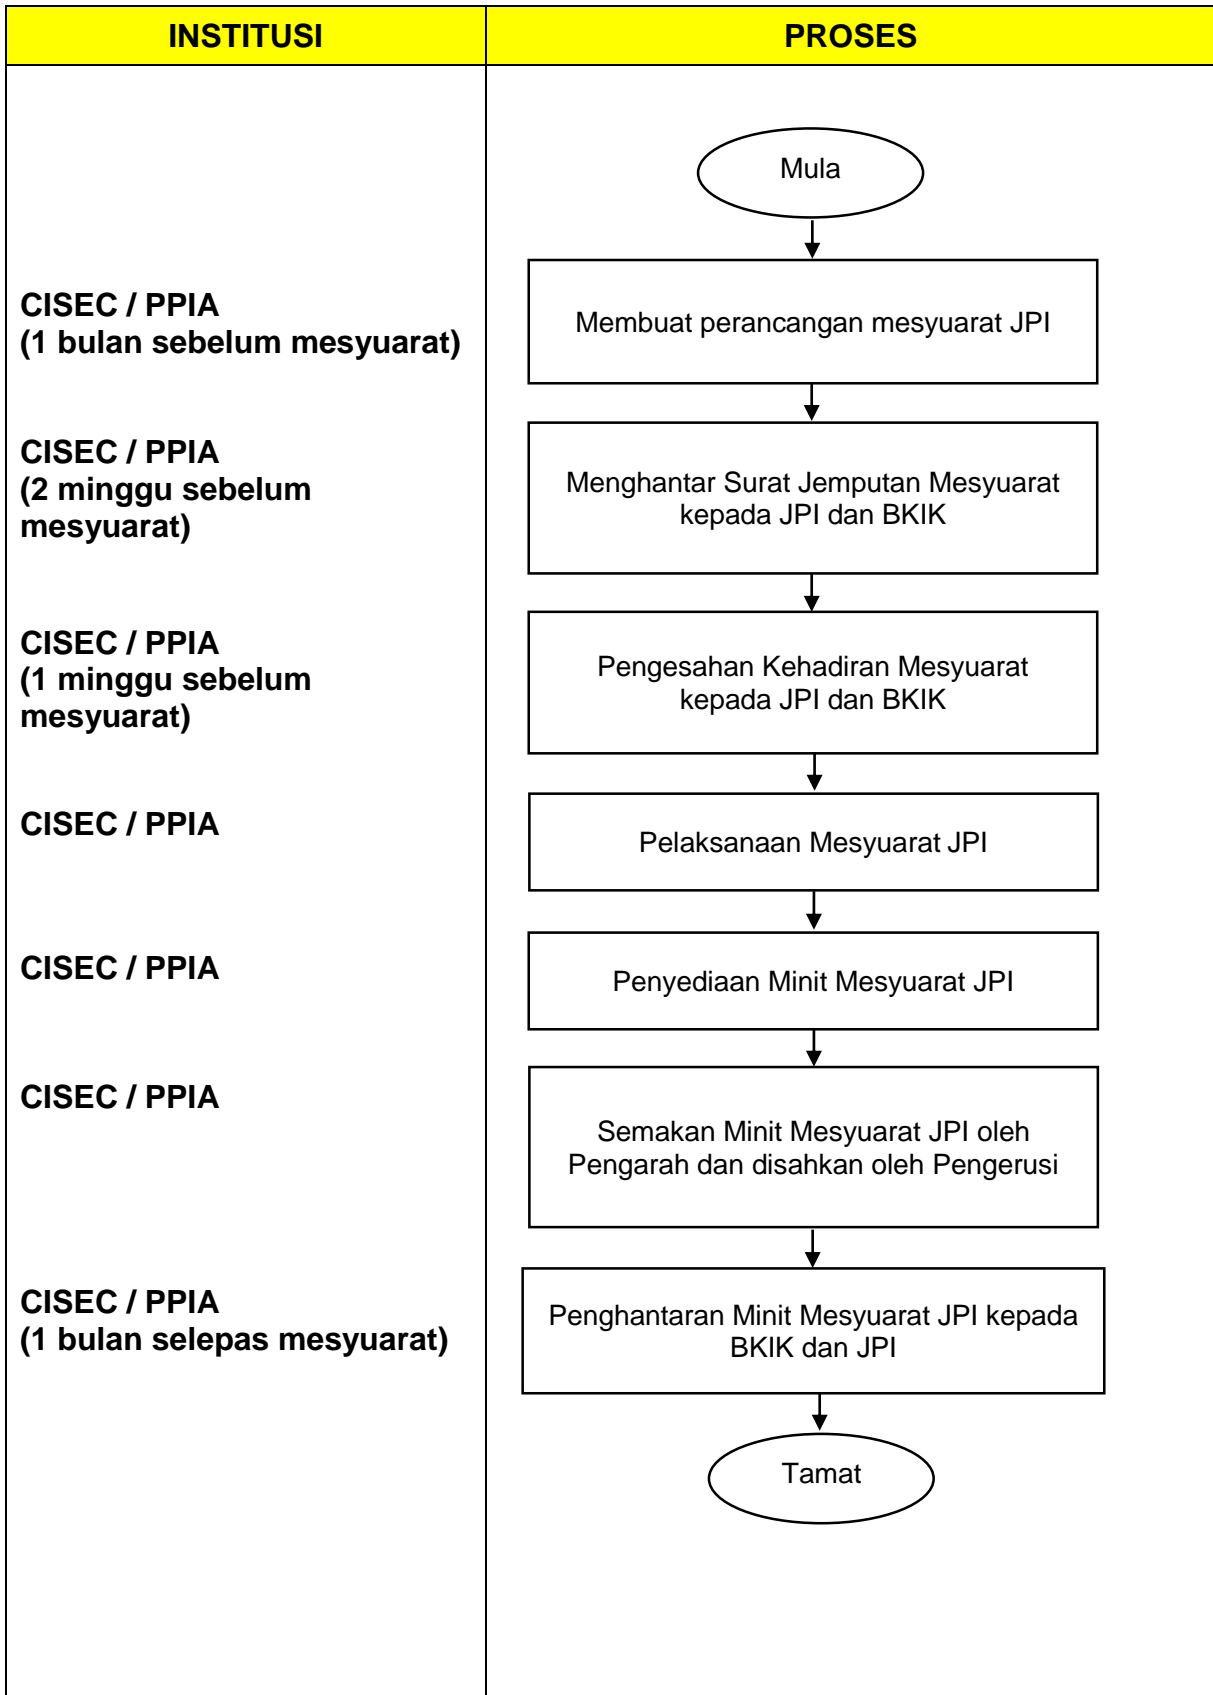 INSTITUSI
PROSES
Mula
CISEC / PPIA
(1 bulan sebelum mesyuarat)
Membuat perancangan mesyuarat JPI
CISEC / PPIA
(2 minggu sebelum
mesyuarat)
Menghantar Surat Jemputan Mesyuarat
kepada JPI dan BKIK
CISEC / PPIA
(1 minggu sebelum
mesyuarat)
Pengesahan Kehadiran Mesyuarat
kepada JPI dan BKIK
CISEC / PPIA
Pelaksanaan Mesyuarat JPI
CISEC / PPIA
Penyediaan Minit Mesyuarat JPI
CISEC / PPIA
Semakan Minit Mesyuarat JPI oleh
Pengarah dan disahkan oleh Pengerusi
CISEC / PPIA
(1 bulan selepas mesyuarat)
Penghantaran Minit Mesyuarat JPI kepada
BKIK dan JPI
Tamat